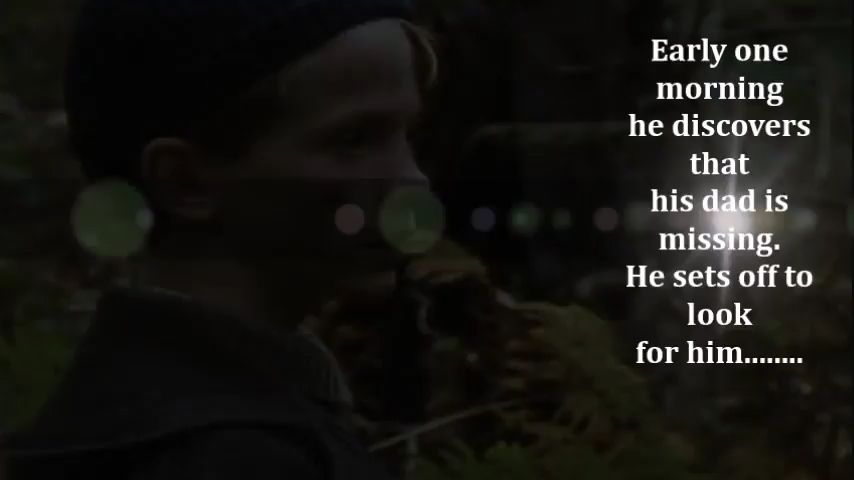 Early one
morning
he discovers
that
his dad is
missing.
He sets off to
look
for him........